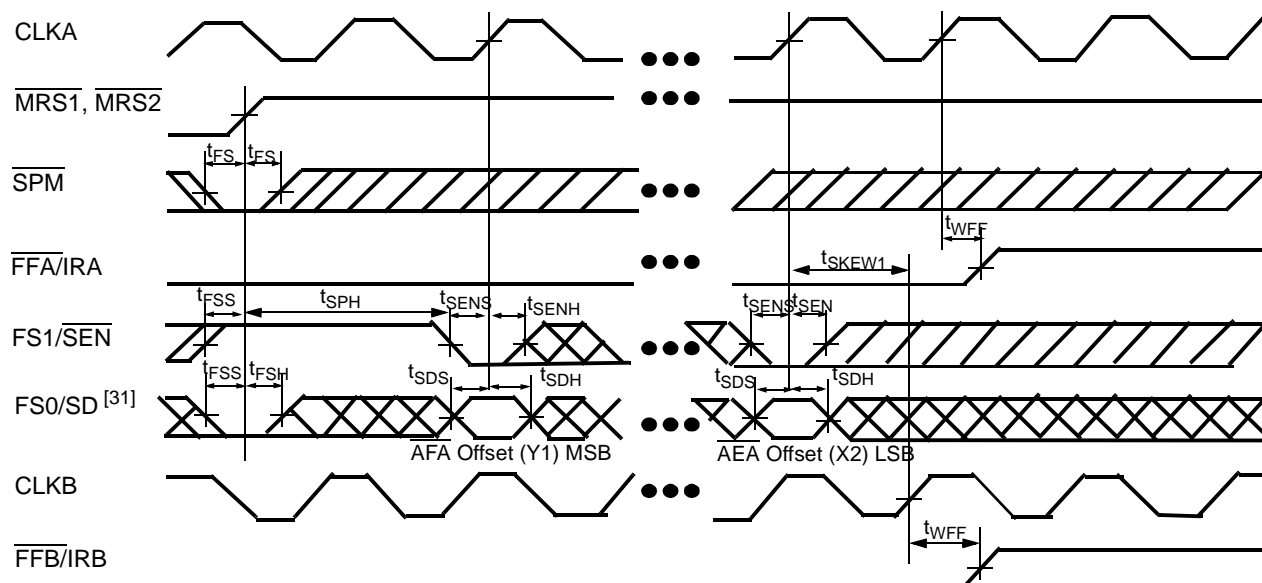 CLKA
MRS1, MRS2
tFS tFS
SPM
tWFF
FFA/IRA
tSKEW1
tFSS tSPH tSENS tSENH tSENS tSEN
FS1/SEN
tFSS tFSH tSDS tSDH tSDS tSDH
FS0/SD [31]
AFA Offset (Y1) MSB AEA Offset (X2) LSB
CLKB
tWFF
FFB/IRB